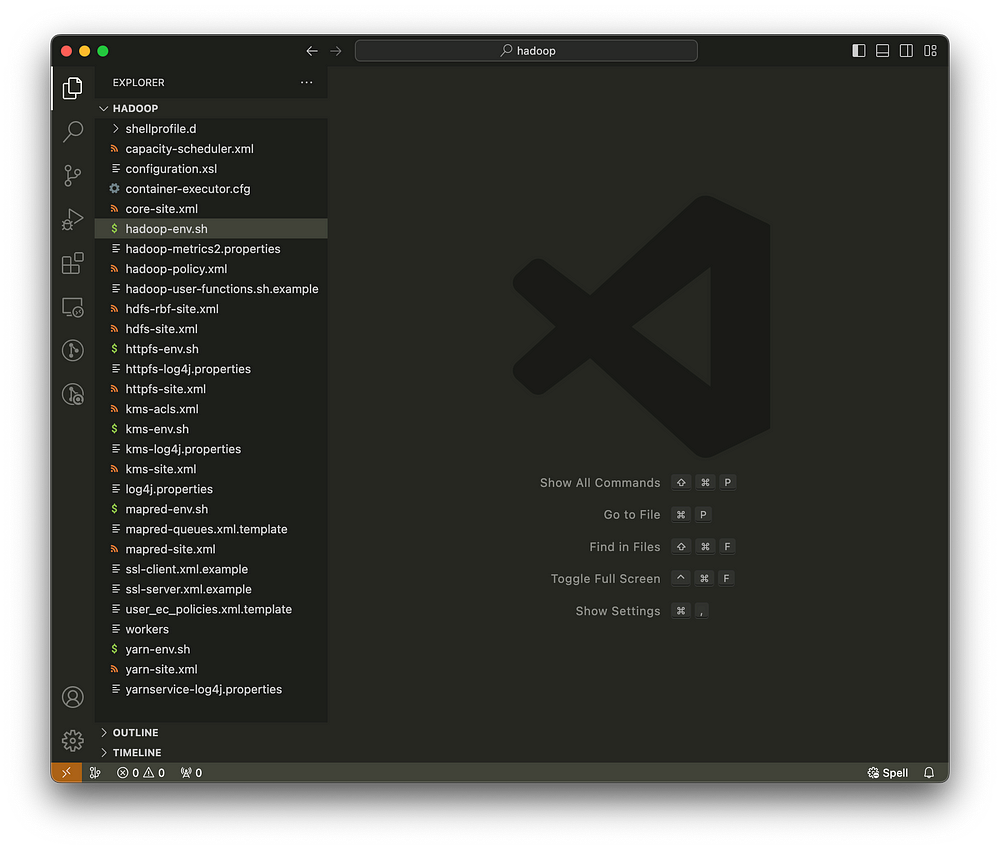 hadoop
EXPLORER
HADOOP
shellprofile.d
capacity-scheduler.xml
configuration.xsl
container-executor.cfg
core-site.xml
$ hadoop-env.sh
hadoop-metrics2.properties
hadoop-policy.xml
hadoop-user-functions.sh.example
hdfs-rbf-site.xml
hdfs-site.xml
$ httpfs-env.sh
httpfs-log4j.properties
httpfs-site.xml
kms-acls.xml
$ kms-env.sh
kms-log4j.properties
kms-site.xml
log4j.properties
$ mapred-env.sh
mapred-queues.xml.template
mapred-site.xml
ssl-client.xml.example
ssl-server.xml.example
user_ec_policies.xml.template
workers
$ yarn-env.sh
yarn-site.xml
yarnservice-log4j.properties
OUTLINE
TIMELINE
Show All Commands ⇧ ⌘ P
Go to File ⌘ P
Find in Files ⇧ ⌘ F
Toggle Full Screen ^ ⌘ F
Show Settings ⌘ ,
0 0 0 Spell